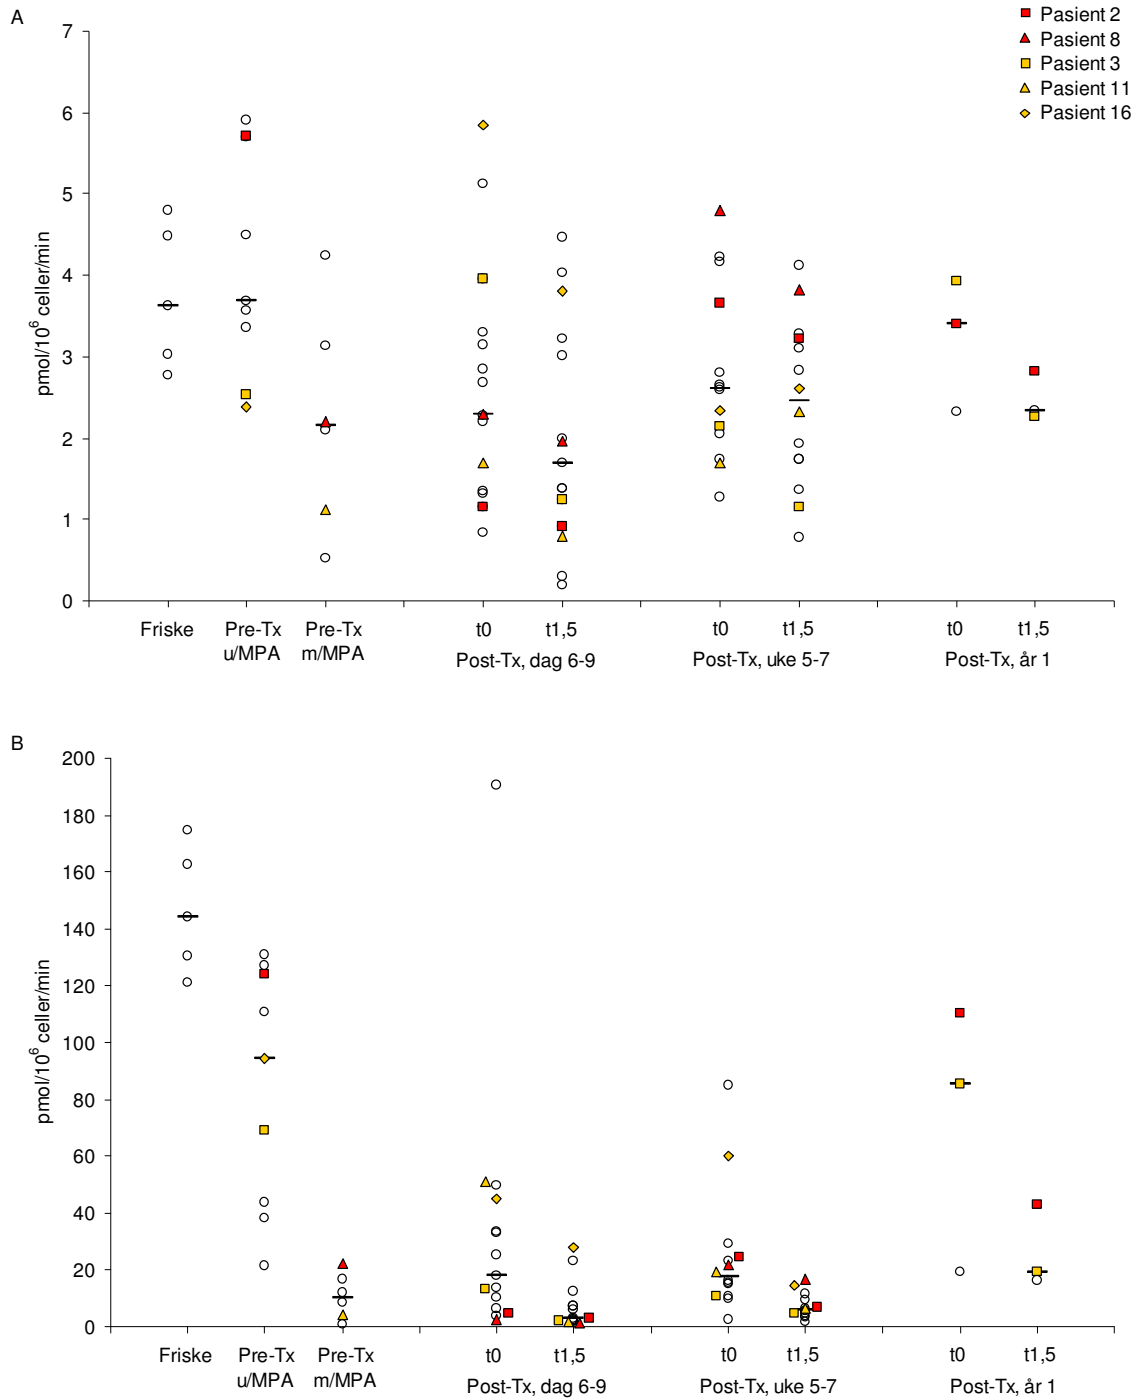 A
Pasient 2
Pasient 8
Pasient 3
Pasient 11
Pasient 16
7
6
5
4
3
2
1
0
pmol/10⁶ celler/min
Friske
Pre-Tx
u/MPA
Pre-Tx
m/MPA
t0
t1,5
Post-Tx, dag 6-9
t0
t1,5
Post-Tx, uke 5-7
t0
t1,5
Post-Tx, år 1
B
200
180
160
140
120
100
80
60
40
20
0
pmol/10⁶ celler/min
Friske
Pre-Tx
u/MPA
Pre-Tx
m/MPA
t0
t1,5
Post-Tx, dag 6-9
t0
t1,5
Post-Tx, uke 5-7
t0
t1,5
Post-Tx, år 1